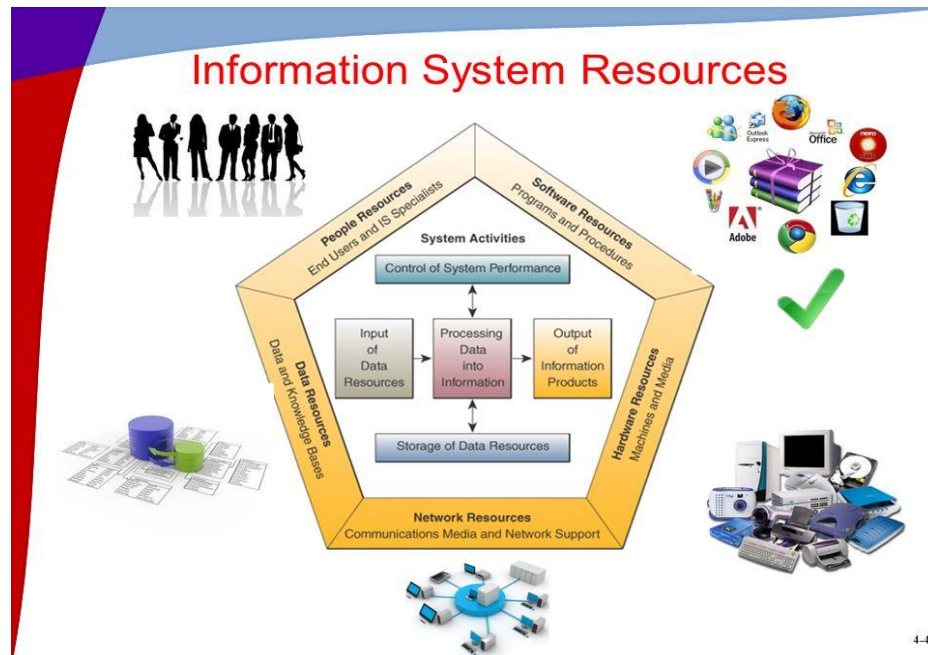 Information System Resources
People Resources
End Users and IS Specialists
Software Resources
Programs and Procedures
Outlook
Express
Microsoft
Office
nero
Adobe
System Activities
Control of System Performance
Input
of
Data
Resources
Processing
Data
into
Information
Output
of
Information
Products
Storage of Data Resources
Data Resources
Data and Knowledge Bases
Hardware Resources
Machines and Media
Network Resources
Communications Media and Network Support
4-4